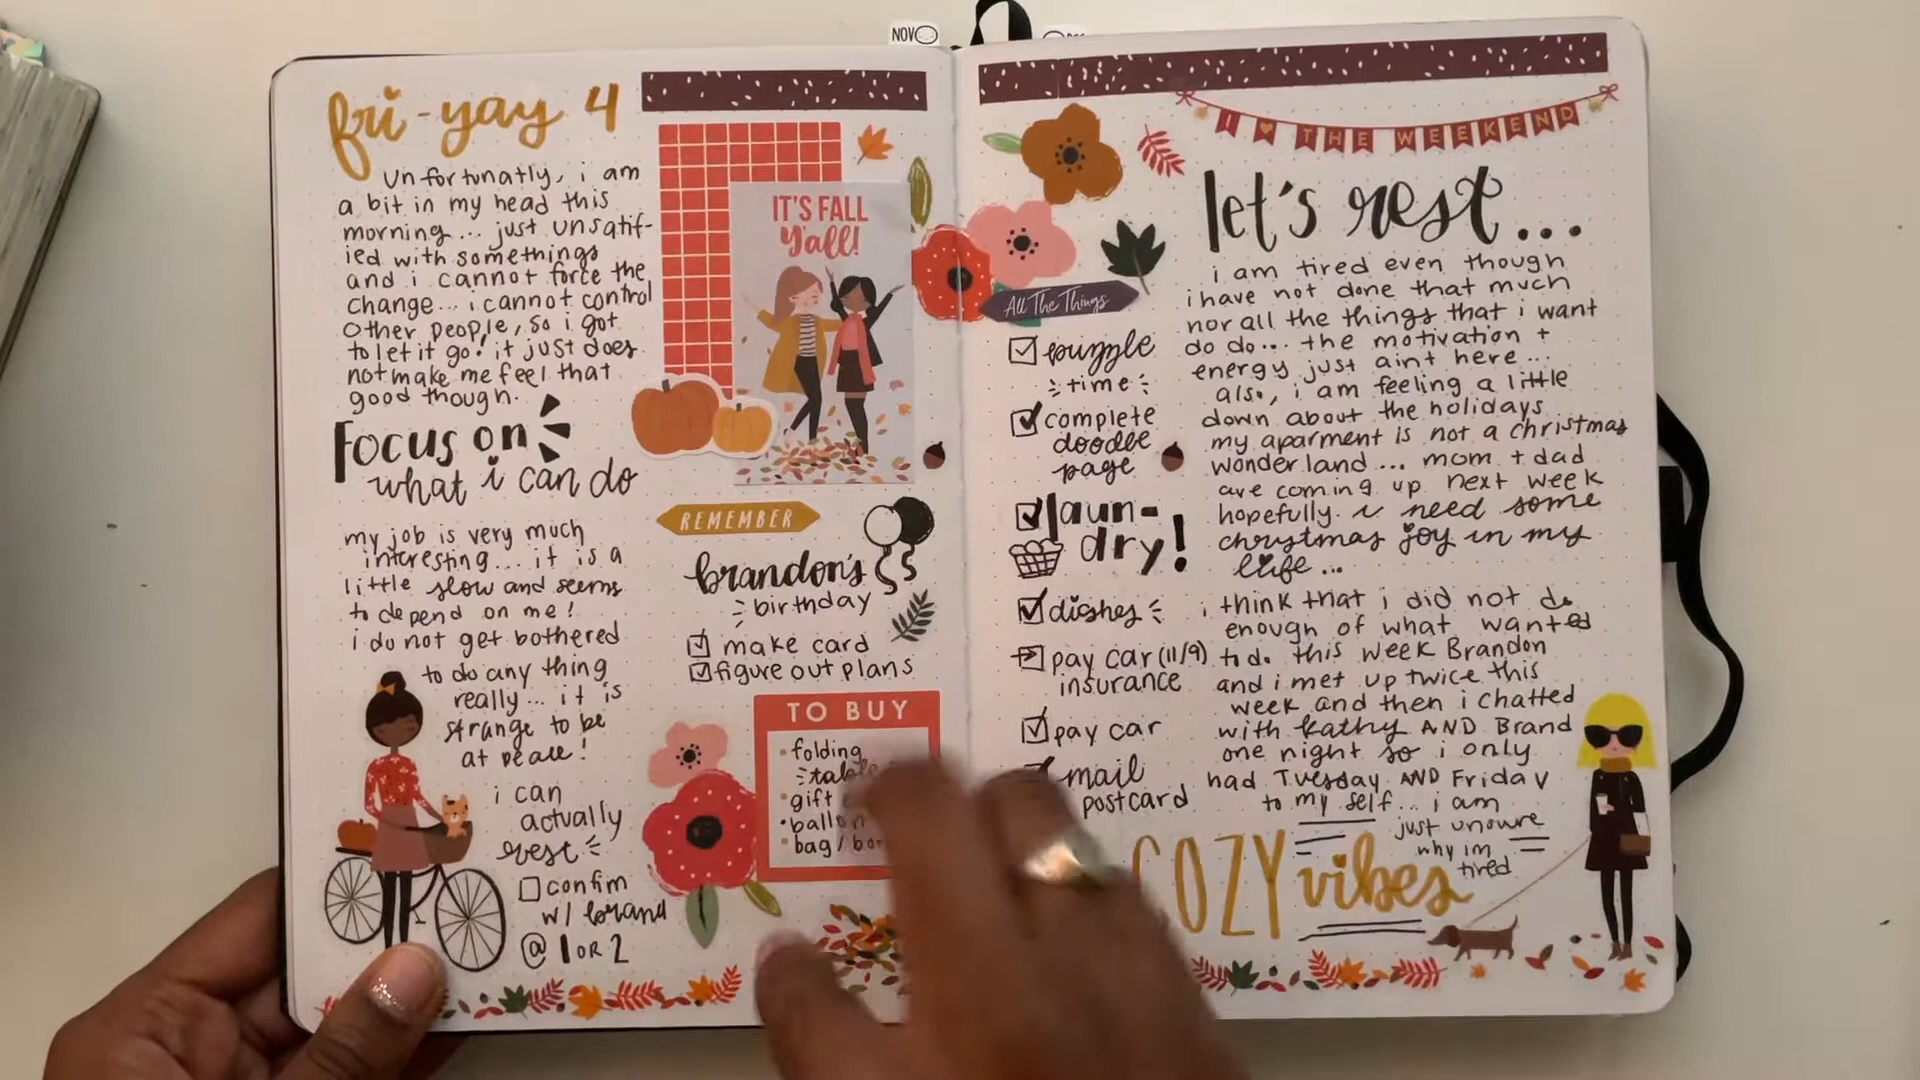 NOV
fri-yay 4
Unfortunatly, i am
a bit in my head this
morning... just unsatif-
ied with somethings
and i cannot force the
change... i cannot control
other people, so i got
to let it go! it just does
not make me feel that
good though.
Focus on
what i can do
my job is very much
interesting... it is a
little slow and seems
to depend on me!
i do not get bothered
to do any thing
really... it is
strange to be
at peace!
i can
actually
rest
confim
w/ brand
@ 1 OR 2
IT'S FALL
Y'all!
REMEMBER
brandon's
birthday
make card
figure out plans
TO BUY
folding
table
gift
ballon
bag/
I ♥ THE WEEKEND
let's rest...
All The Things
puzzle
time
complete
doodle
page
laun-
dry!
dishes
pay car (11/9)
insurance
pay car
mail
postcard
i am tired even though
i have not done that much
nor all the things that i want
do do... the motivation +
energy just aint here...
also, i am feeling a little
down about the holidays
my aparment is not a christmas
wonderland... mom + dad
are coming up next week
hopefully. i need some
chrystmas joy in my
life...
i think that i did not do
enough of what wanted
to do this week Brandon
and i met up twice this
week and then i chatted
with kathy AND Brand
one night so i only
had Tuesday AND Friday
to my self... i am
just unowre
why im
tired
COZY vibes